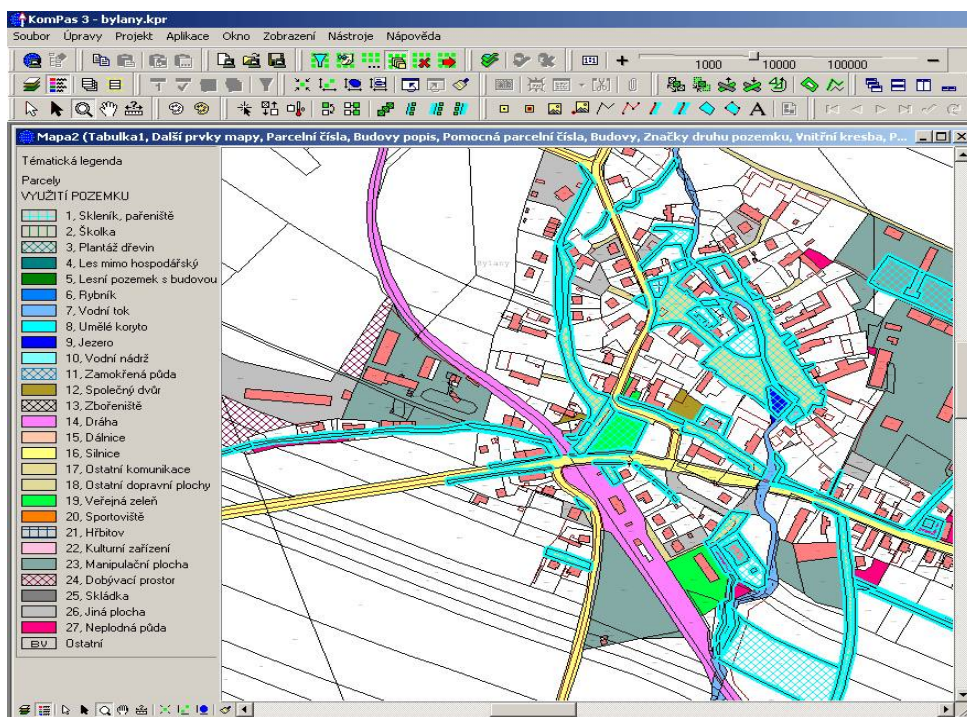 KomPas 3 - bylany.kpr
Soubor Úpravy Projekt Aplikace Okno Zobrazení Nástroje Nápověda
1000 10000 100000
Mapa2 (Tabulka1, Další prvky mapy, Parcelní čísla, Budovy popis, Pomocná parcelní čísla, Budovy, Značky druhu pozemku, Vnitřní kresba, P...
Tématická legenda
Parcely
VYUŽITÍ POZEMKU
1, Skleník, pařeniště
2, Školka
3, Plantáž dřevin
4, Les mimo hospodářský
5, Lesní pozemek s budovou
6, Rybník
7, Vodní tok
8, Umělé koryto
9, Jezero
10, Vodní nádrž
11, Zamokřená půda
12, Společný dvůr
13, Zbořeniště
14, Dráha
15, Dálnice
16, Silnice
17, Ostatní komunikace
18, Ostatní dopravní plochy
19, Veřejná zeleň
20, Sportoviště
21, Hřbitov
22, Kulturní zařízení
23, Manipulační plocha
24, Dobývací prostor
25, Skládka
26, Jiná plocha
27, Neplodná půda
BV Ostatní
Bylany